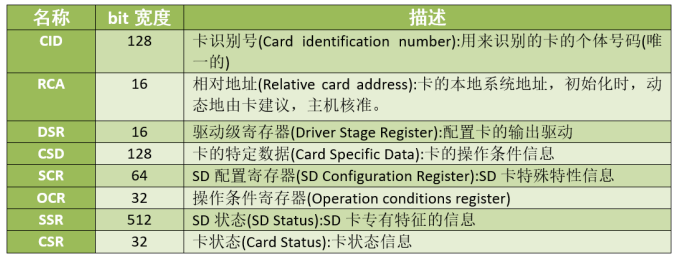 名称 bit 宽度 描述
CID 128 卡识别号(Card identification number):用来识别的卡的个体号码(唯
一的)
RCA 16 相对地址(Relative card address):卡的本地系统地址，初始化时，动
态地由卡建议，主机核准。
DSR 16 驱动级寄存器(Driver Stage Register):配置卡的输出驱动
CSD 128 卡的特定数据(Card Specific Data):卡的操作条件信息
SCR 64 SD 配置寄存器(SD Configuration Register):SD 卡特殊特性信息
OCR 32 操作条件寄存器(Operation conditions register)
SSR 512 SD 状态(SD Status):SD 卡专有特征的信息
CSR 32 卡状态(Card Status):卡状态信息